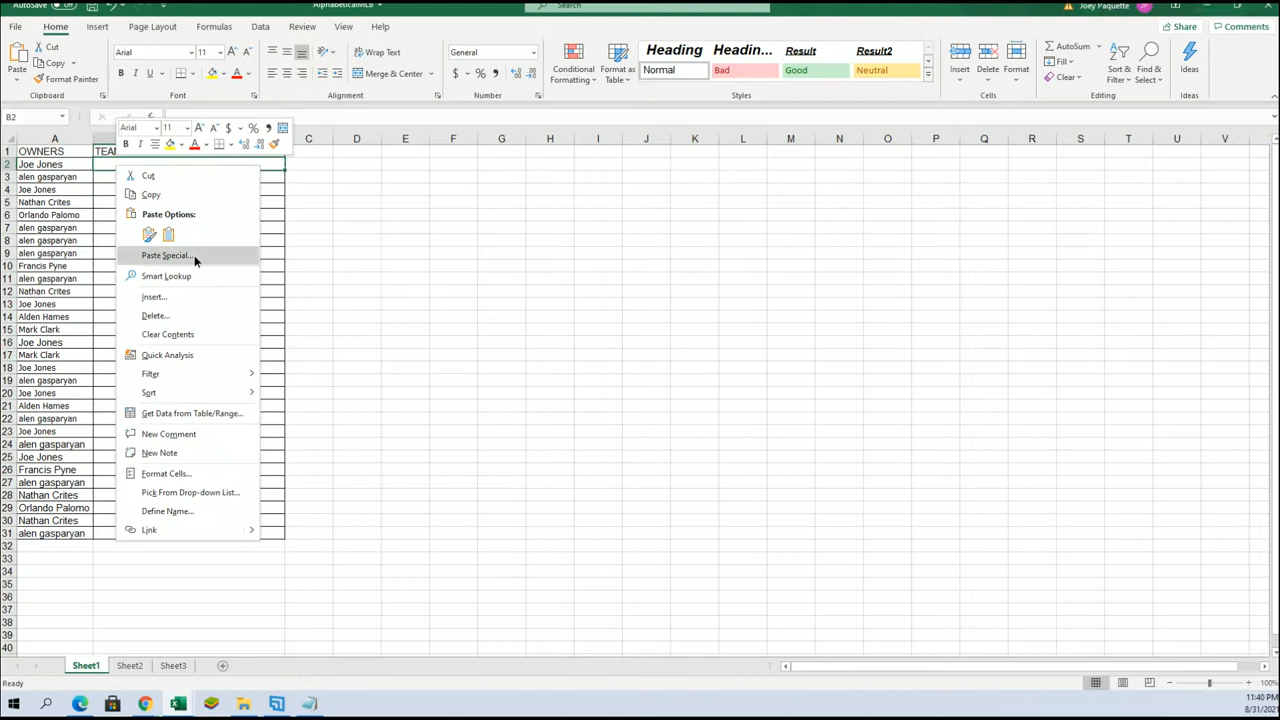 AutoSave Off AlphabeticalMLB Search Joey Paquette JP
File Home Insert Page Layout Formulas Data Review View Help Share Comments
Paste Cut Copy Format Painter
Arial 11
Wrap Text
Merge & Center
General
Conditional Formatting Format as Table
Heading Headin... Result Result2
Normal Bad Good Neutral
Insert Delete Format
AutoSum Fill Clear
Sort & Filter Find & Select Ideas
Clipboard Font Alignment Number Styles Cells Editing Ideas
B2
Arial 11
A C D E F G H I J K L M N O P Q R S T U V
1 OWNERS TEAM
2 Joe Jones
3 alen gasparyan
4 Joe Jones
5 Nathan Crites
6 Orlando Palomo
7 alen gasparyan
8 alen gasparyan
9 alen gasparyan
10 Francis Pyne
11 alen gasparyan
12 Nathan Crites
13 Joe Jones
14 Alden Hames
15 Mark Clark
16 Joe Jones
17 Mark Clark
18 Joe Jones
19 alen gasparyan
20 Joe Jones
21 Alden Hames
22 alen gasparyan
23 Joe Jones
24 alen gasparyan
25 Joe Jones
26 Francis Pyne
27 alen gasparyan
28 Nathan Crites
29 Orlando Palomo
30 Nathan Crites
31 alen gasparyan
32
33
34
35
36
37
38
39
40
Cut
Copy
Paste Options:
Paste Special...
Smart Lookup
Insert...
Delete...
Clear Contents
Quick Analysis
Filter
Sort
Get Data from Table/Range...
New Comment
New Note
Format Cells...
Pick From Drop-down List...
Define Name...
Link
Sheet1 Sheet2 Sheet3
Ready 100%
11:40 PM
8/31/2021